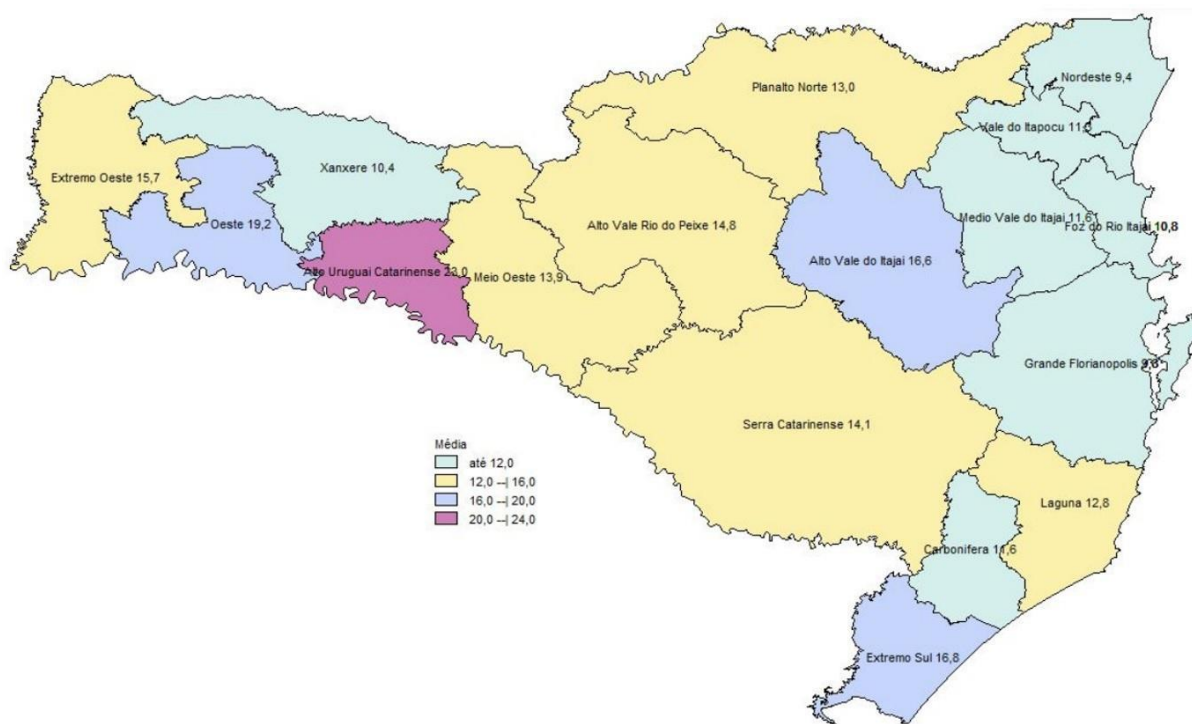 Nordeste 9,4
Planalto Norte 13,0
Vale do Itapocu
Xanxere 10,4
Extremo Oeste 15,7
Medio Vale do Itajai 11,6
Oeste 19,2
Alto Vale Rio do Peixe 14,8
Foz do Rio Itajai 10,8
Alto Vale do Itajai 16,6
Alto Uruguai Catarinense 23,0
Meio Oeste 13,9
Grande Florianopolis
Serra Catarinense 14,1
Média
até 12,0
12,0 --| 16,0
16,0 --| 20,0
20,0 --| 24,0
Laguna 12,8
Carbonífera 11,6
Extremo Sul 16,8